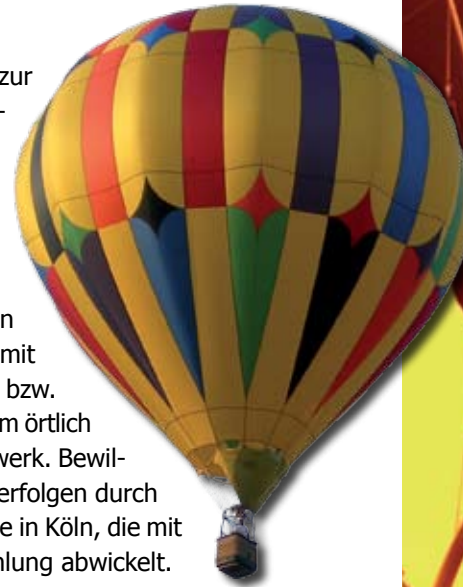 zur
-
n
mit
bzw.
m örtlich
werk. Bewil-
erfolgen durch
e in Köln, die mit
hlung abwickelt.